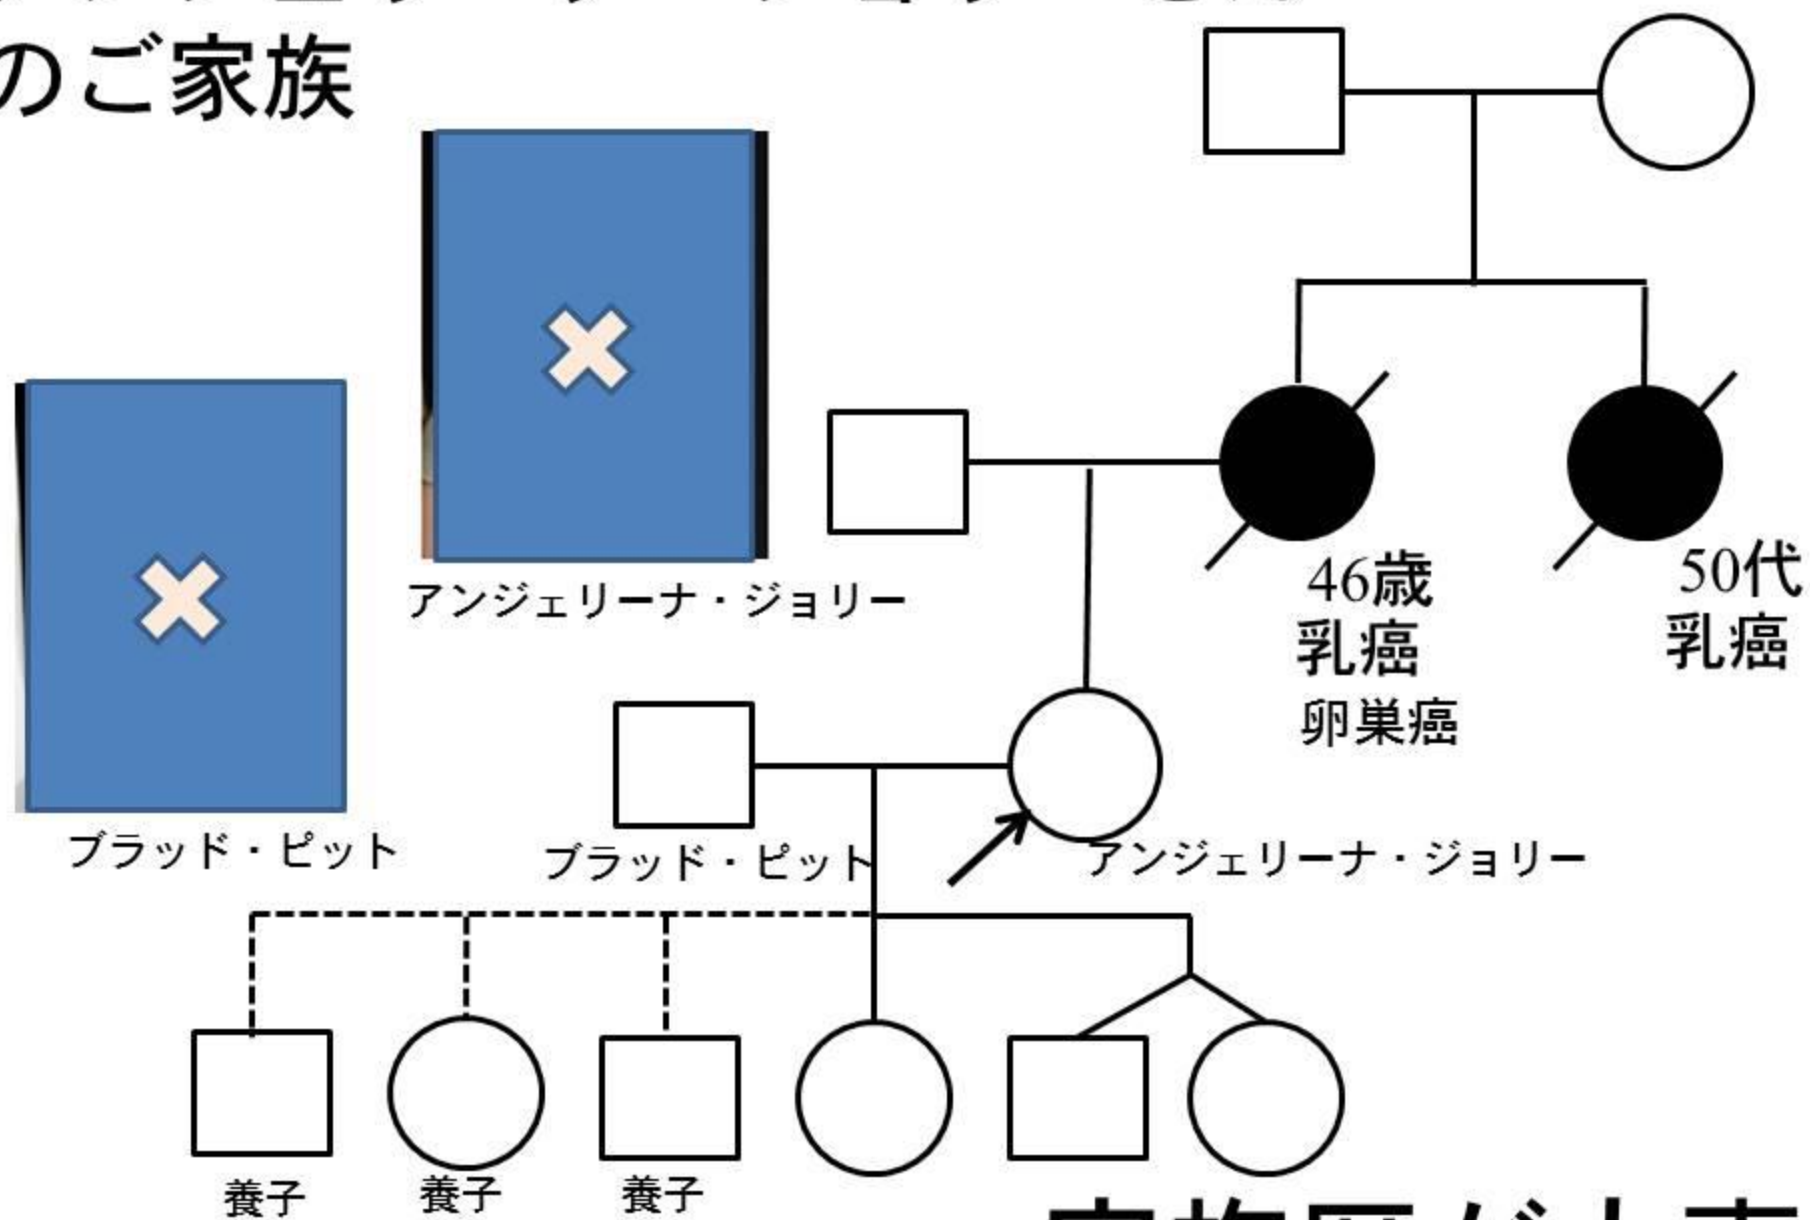 のご家族
アンジェリーナ・ジョリー
46歳
乳癌
卵巣癌
50代
乳癌
ブラッド・ピット
ブラッド・ピット
アンジェリーナ・ジョリー
養子
養子
養子